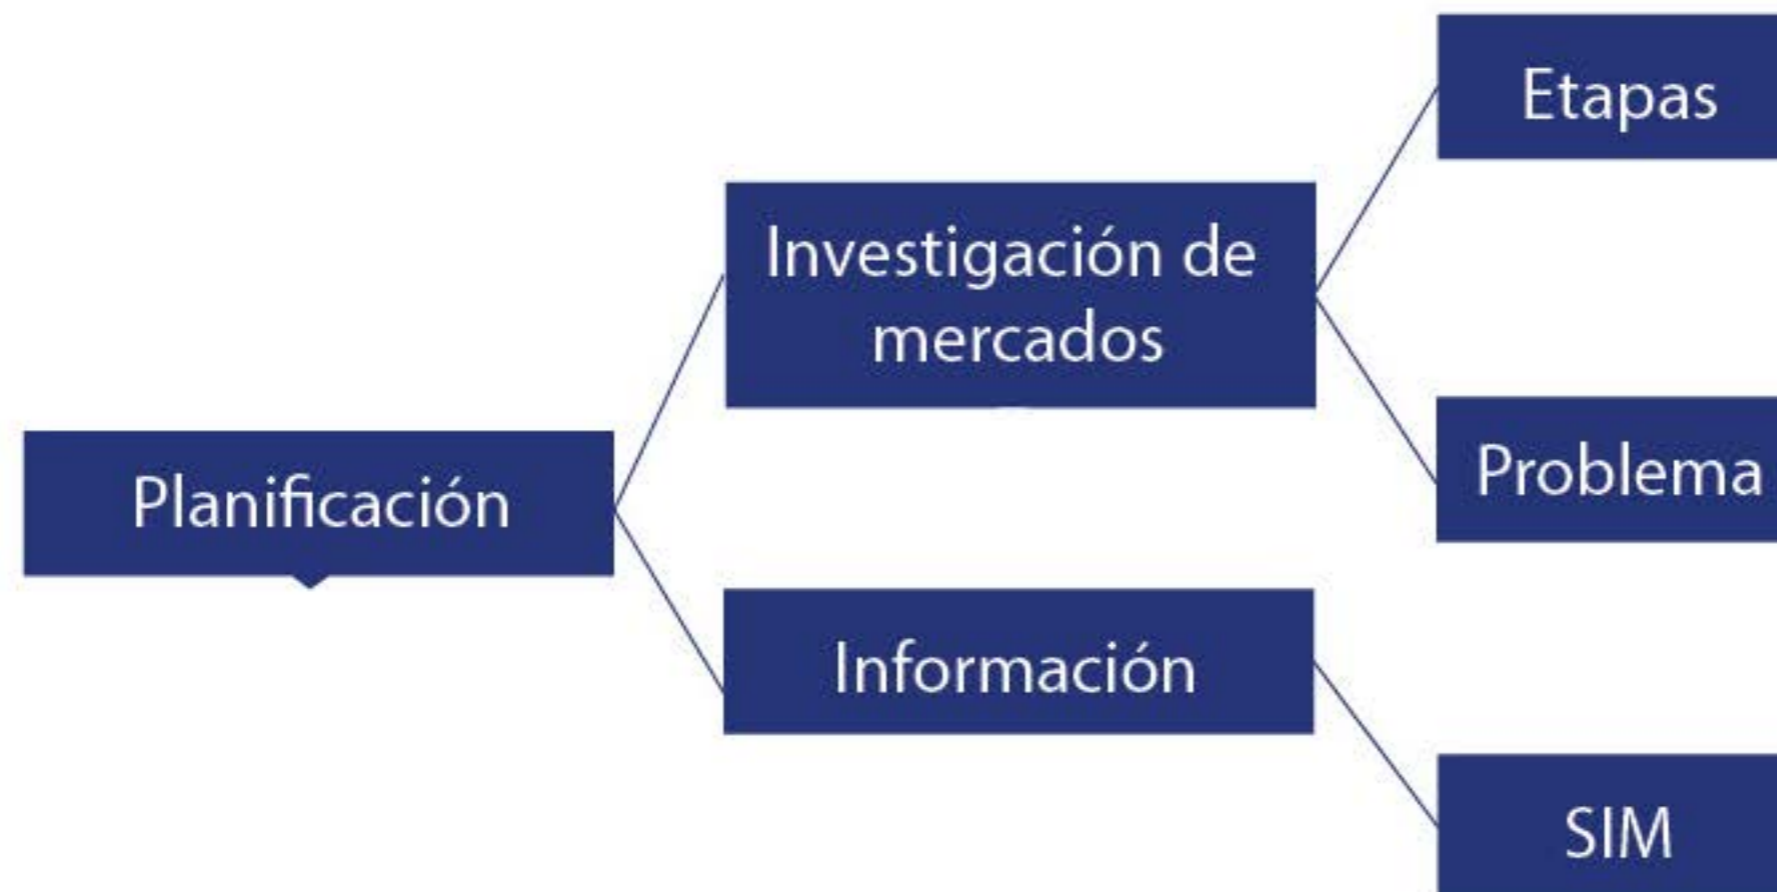 Planificación
Investigación de
mercados
Información
Etapas
Problema
SIM